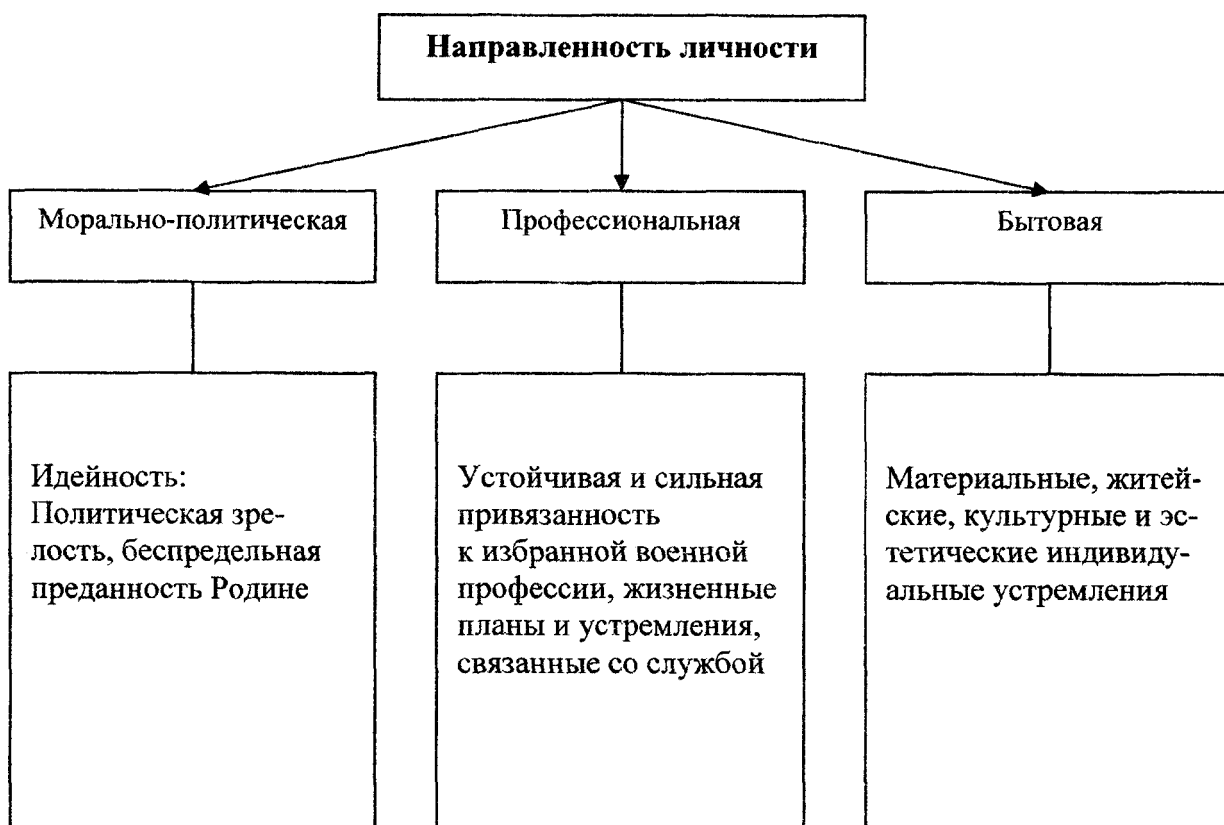 Направленность личности
Морально-политическая
Профессиональная
Бытовая
Идейность:
Политическая зре-
лость, беспредельная
преданность Родине
Устойчивая и сильная
привязанность
к избранной военной
профессии, жизненные
планы и устремления,
связанные со службой
Материальные, житей-
ские, культурные и эс-
тетические индивиду-
альные устремления